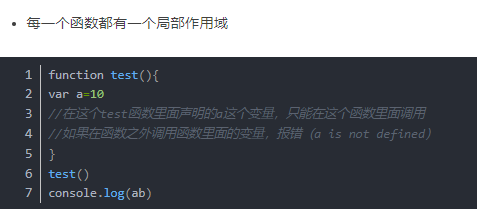 • 每一个函数都有一个局部作用域
1 function test(){
2 var a=10
3 //在这个test函数里面声明的a这个变量，只能在这个函数里面调用
4 //如果在函数之外调用函数里面的变量，报错（a is not defined）
5 }
6 test()
7 console.log(ab)